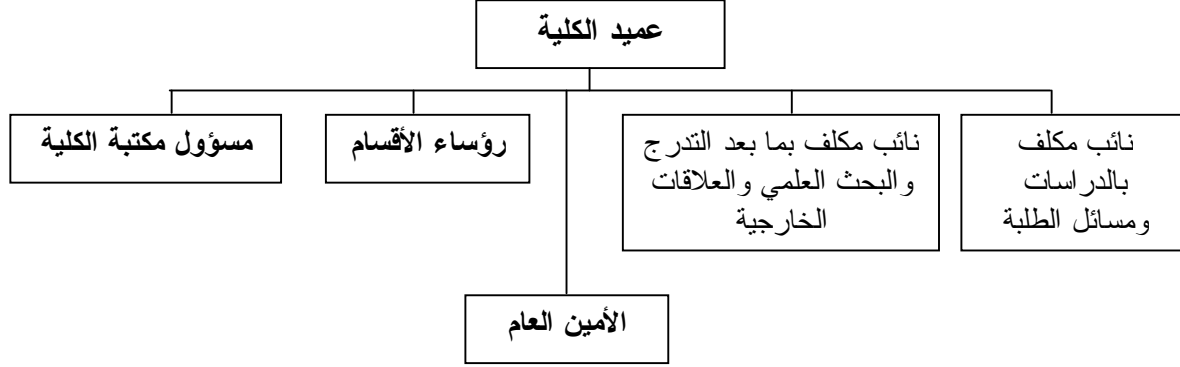 عميد الكلية
نائب مكلف
بالدراسات
ومسائل الطلبة
نائب مكلف بما بعد التدرج
والبحث العلمي والعلاقات
الخارجية
رؤساء الأقسام
مسؤول مكتبة الكلية
الأمين العام